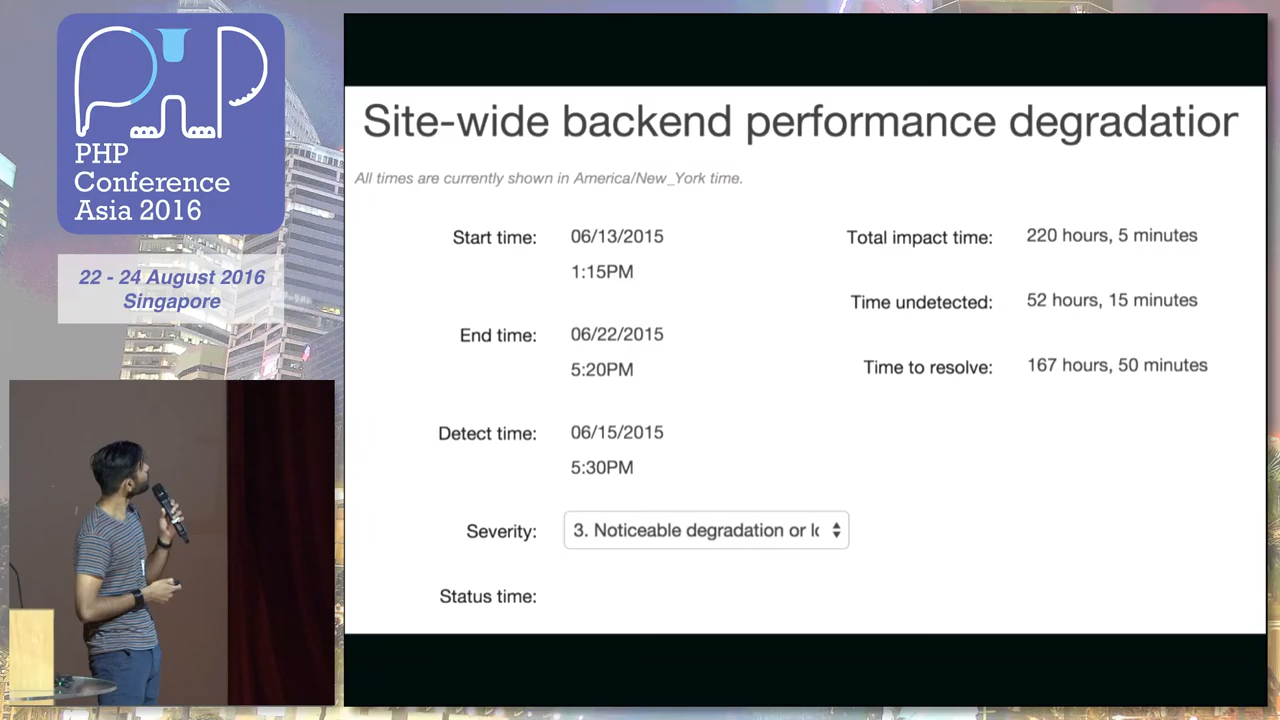 PHP
PHP
Conference
Asia 2016
22 - 24 August 2016
Singapore
Site-wide backend performance degradation
All times are currently shown in America/New_York time.
Start time: 06/13/2015
1:15PM
End time: 06/22/2015
5:20PM
Detect time: 06/15/2015
5:30PM
Severity: 3. Noticeable degradation or lo
Status time:
Total impact time: 220 hours, 5 minutes
Time undetected: 52 hours, 15 minutes
Time to resolve: 167 hours, 50 minutes